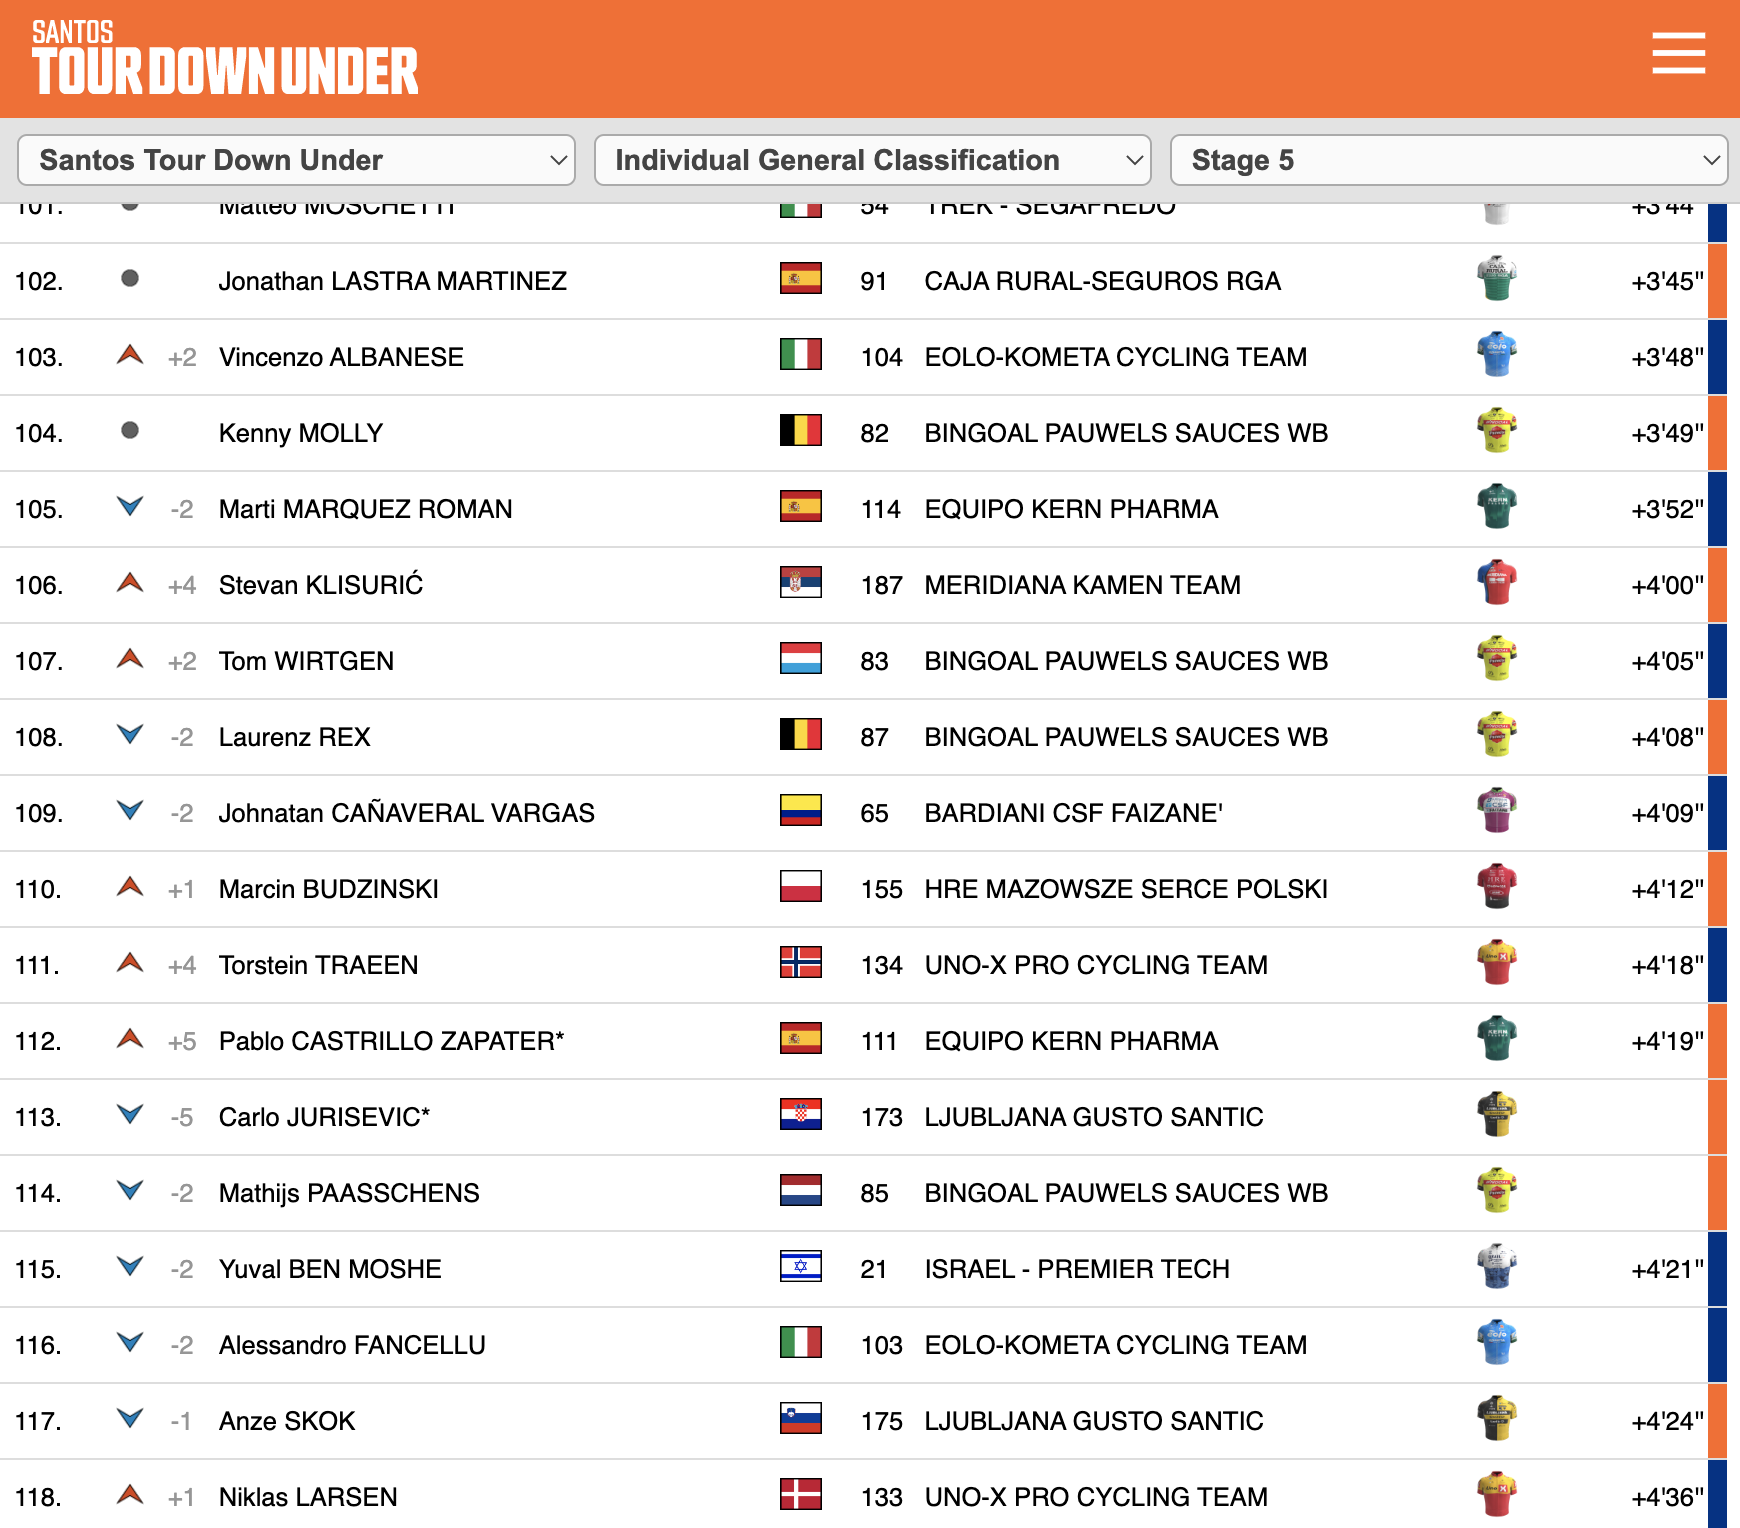 SANTOS
TOUR DOWN UNDER
Santos Tour Down Under Individual General Classification Stage 5
101. Matteo MOSCHETTI 54 TREK - SEGAFREDO +3'44
102. Jonathan LASTRA MARTINEZ 91 CAJA RURAL-SEGUROS RGA +3'45"
103. +2 Vincenzo ALBANESE 104 EOLO-KOMETA CYCLING TEAM +3'48"
104. Kenny MOLLY 82 BINGOAL PAUWELS SAUCES WB +3'49"
105. -2 Marti MARQUEZ ROMAN 114 EQUIPO KERN PHARMA +3'52"
106. +4 Stevan KLISURIĆ 187 MERIDIANA KAMEN TEAM +4'00"
107. +2 Tom WIRTGEN 83 BINGOAL PAUWELS SAUCES WB +4'05"
108. -2 Laurenz REX 87 BINGOAL PAUWELS SAUCES WB +4'08"
109. -2 Johnatan CAÑAVERAL VARGAS 65 BARDIANI CSF FAIZANE' +4'09"
110. +1 Marcin BUDZINSKI 155 HRE MAZOWSZE SERCE POLSKI +4'12"
111. +4 Torstein TRAEEN 134 UNO-X PRO CYCLING TEAM +4'18"
112. +5 Pablo CASTRILLO ZAPATER* 111 EQUIPO KERN PHARMA +4'19"
113. -5 Carlo JURISEVIC* 173 LJUBLJANA GUSTO SANTIC
114. -2 Mathijs PAASSCHENS 85 BINGOAL PAUWELS SAUCES WB
115. -2 Yuval BEN MOSHE 21 ISRAEL - PREMIER TECH +4'21"
116. -2 Alessandro FANCELLU 103 EOLO-KOMETA CYCLING TEAM
117. -1 Anze SKOK 175 LJUBLJANA GUSTO SANTIC +4'24"
118. +1 Niklas LARSEN 133 UNO-X PRO CYCLING TEAM +4'36"